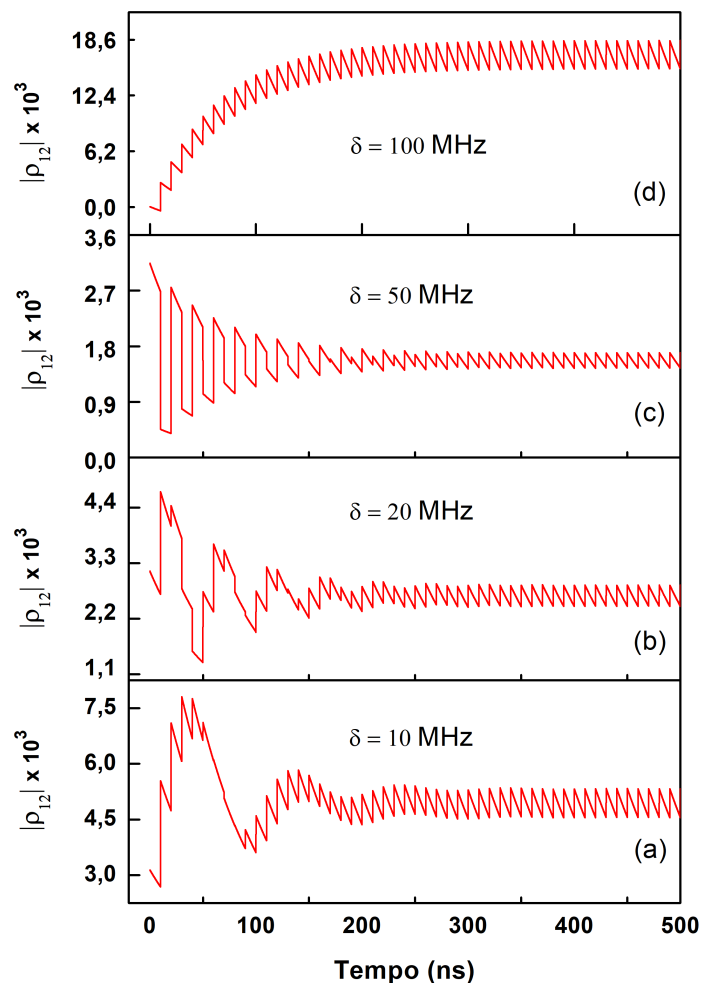 18,6
12,4
6,2
0,0
|ρ12| x 10³
δ = 100 MHz
(d)
3,6
2,7
1,8
0,9
0,0
|ρ12| x 10³
δ = 50 MHz
(c)
4,4
3,3
2,2
1,1
|ρ12| x 10³
δ = 20 MHz
(b)
7,5
6,0
4,5
3,0
|ρ12| x 10³
δ = 10 MHz
(a)
0 100 200 300 400 500
Tempo (ns)